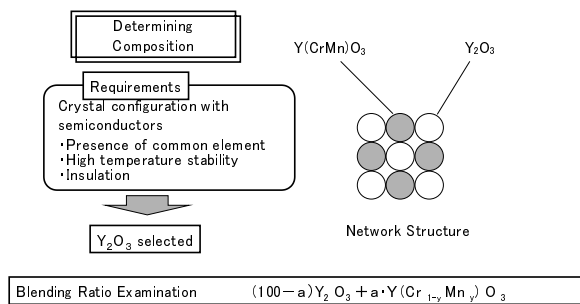 Determining
Composition
Requirements
Crystal configuration with
semiconductors
・Presence of common element
・High temperature stability
・Insulation
Y₂O₃ selected
Y(CrMn)O₃
Y₂O₃
Network Structure
Blending Ratio Examination (100－a)Y₂O₃＋a・Y(Cr₁₋yMny)O₃